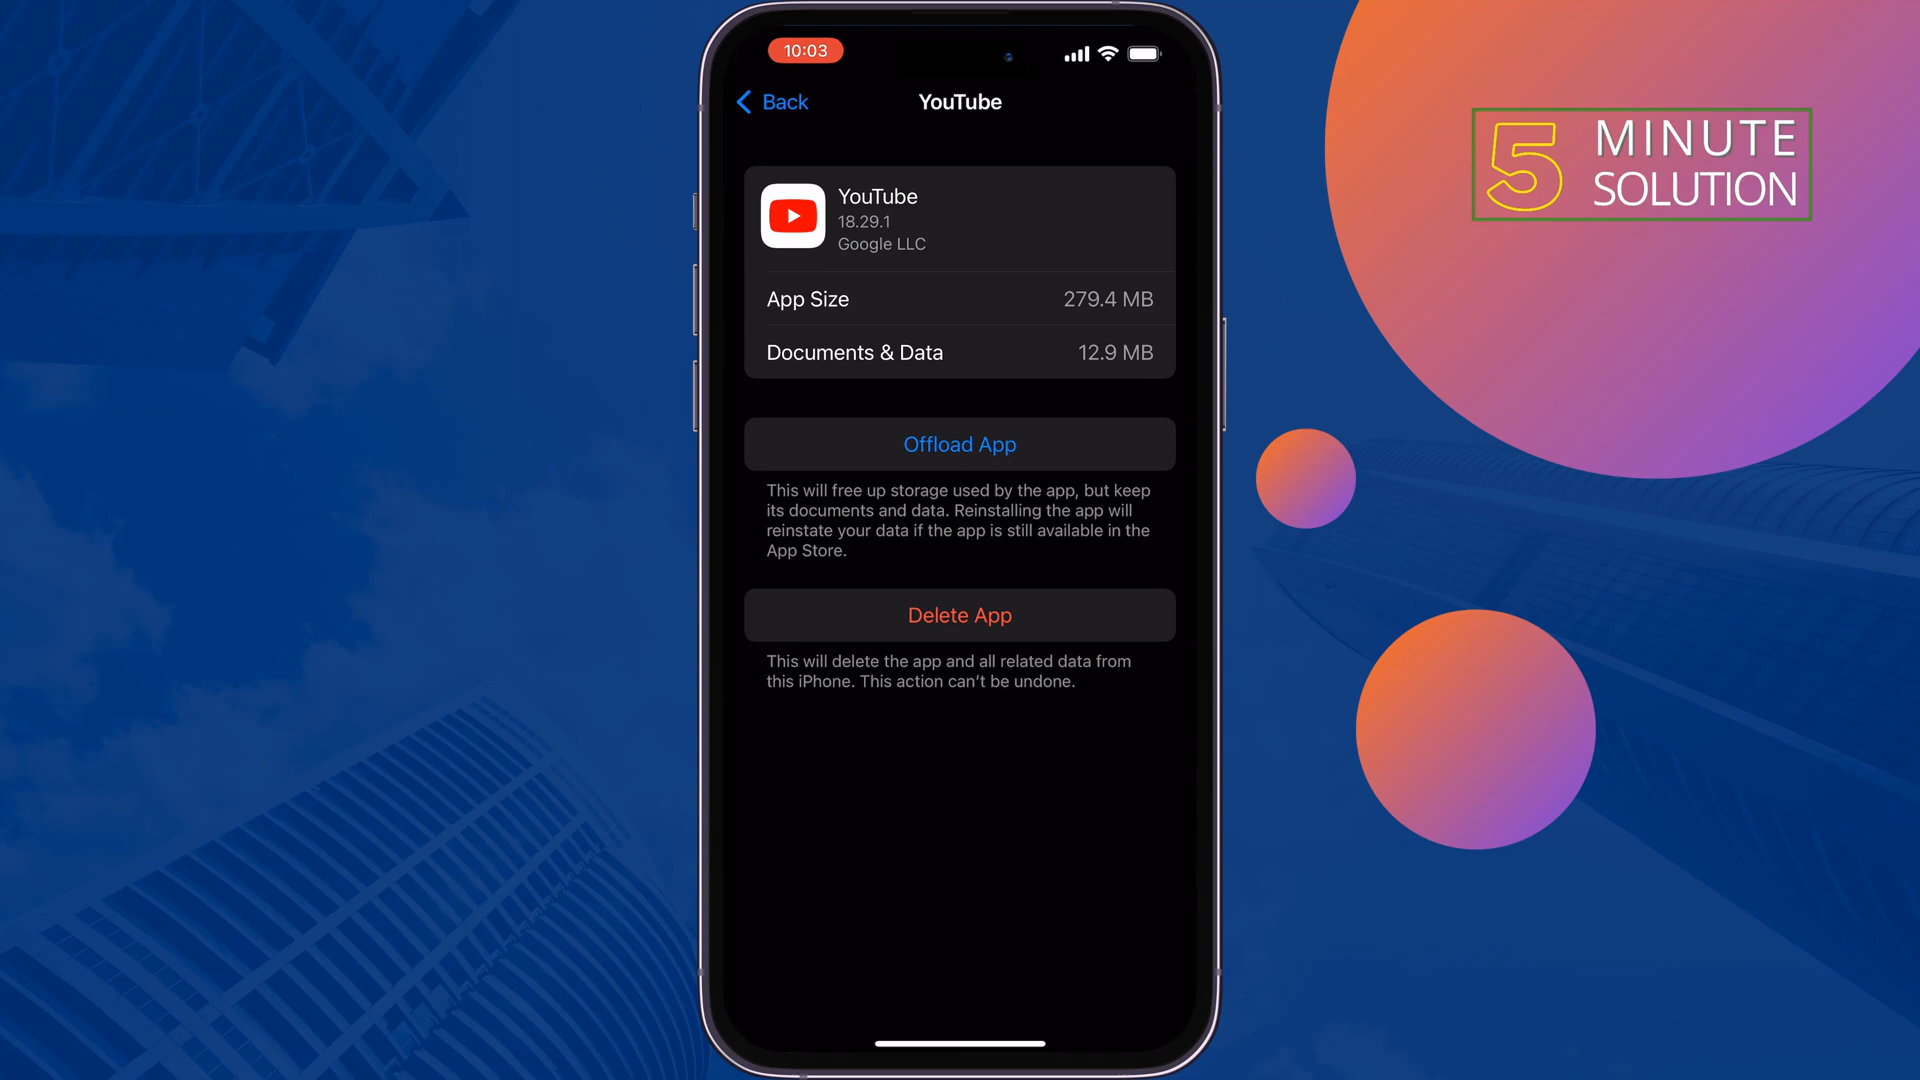 10:03
Back
YouTube
5 MINUTE
SOLUTION
YouTube
18.29.1
Google LLC
App Size 279.4 MB
Documents & Data 12.9 MB
Offload App
This will free up storage used by the app, but keep
its documents and data. Reinstalling the app will
reinstate your data if the app is still available in the
App Store.
Delete App
This will delete the app and all related data from
this iPhone. This action can’t be undone.